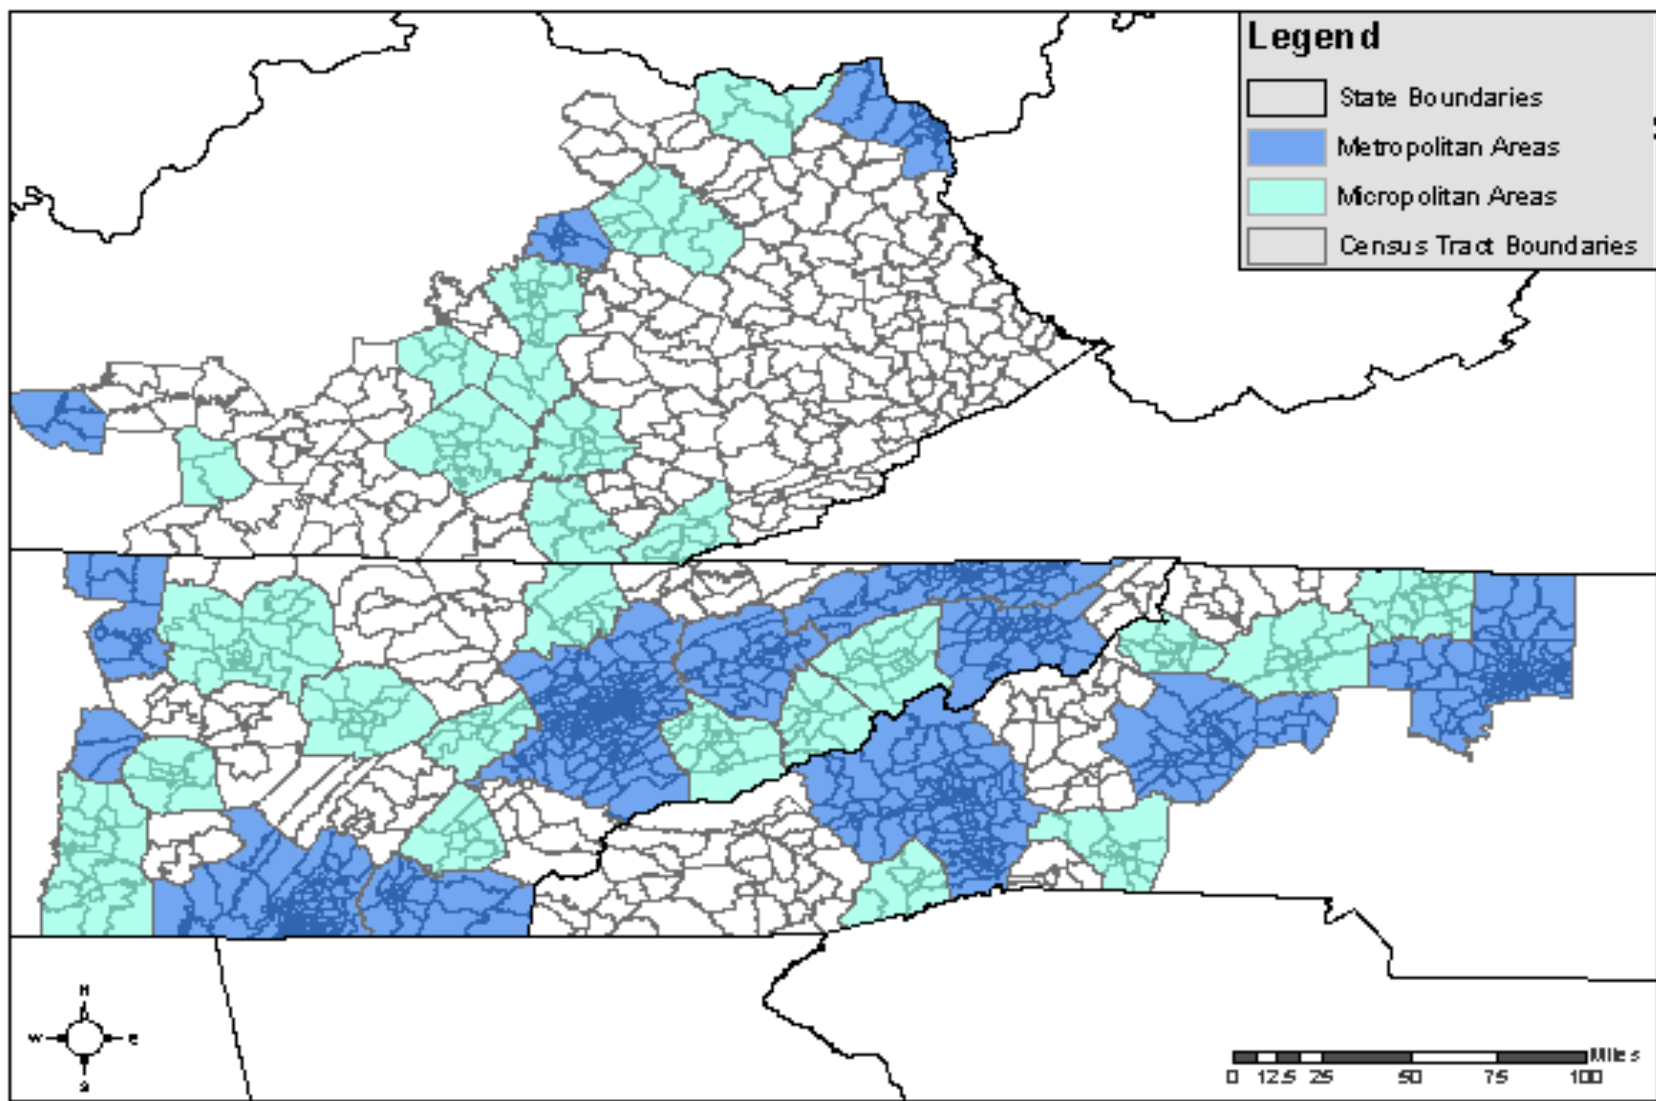 Legend
State Boundaries
Metropolitan Areas
Micropolitan Areas
Census Tract Boundaries
N
W
E
S
Miles
0 12.5 25 50 75 100